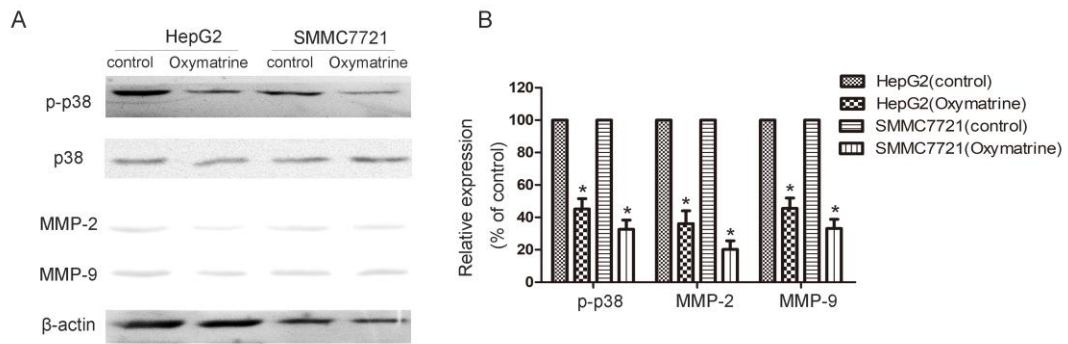 A
HepG2 SMMC7721
control Oxymatrine control Oxymatrine
p-p38
p38
MMP-2
MMP-9
β-actin
B
Relative expression
(% of control)
120
100
80
60
40
20
0
* * * * * *
p-p38 MMP-2 MMP-9
HepG2(control)
HepG2(Oxymatrine)
SMMC7721(control)
SMMC7721(Oxymatrine)